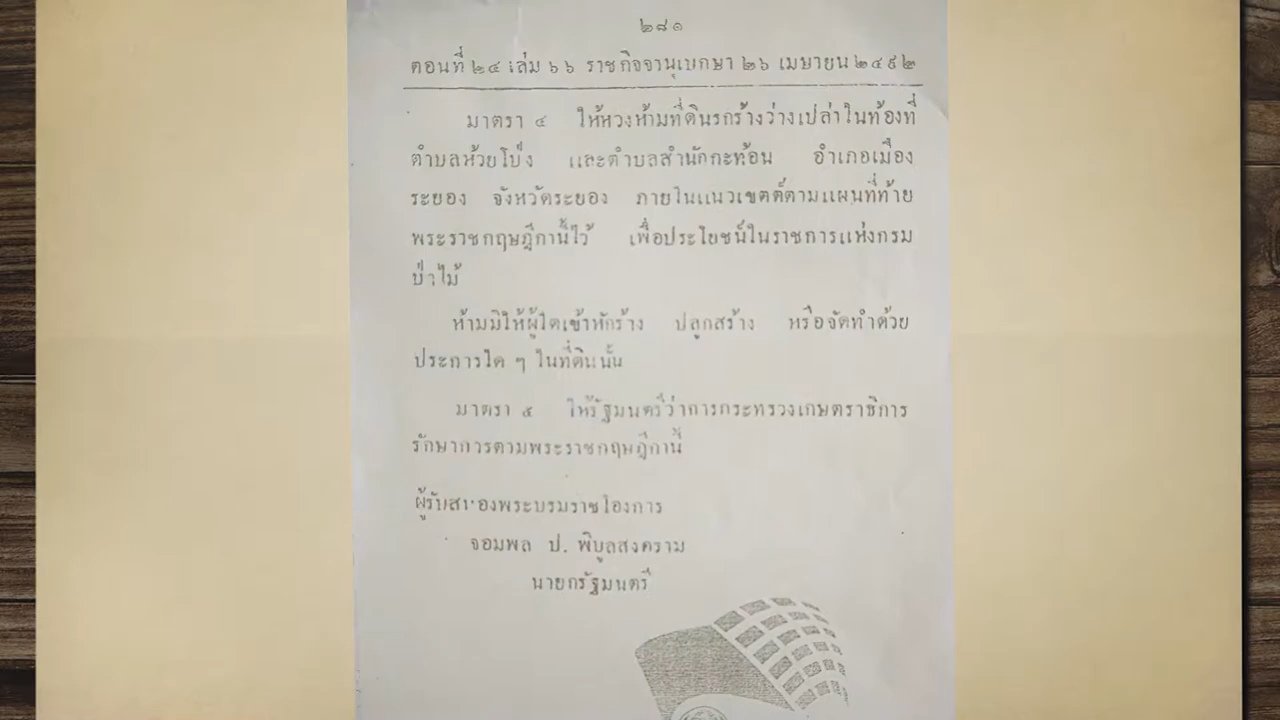 ๒๘๑
ตอนที่ ๒๔ เล่ม ๖๖ ราชกิจจานุเบกษา ๒๖ เมษายน ๒๔๙๒
มาตรา ๔ ให้หวงห้ามที่ดินรกร้างว่างเปล่าในท้องที่
ตำบลห้วยโป่ง และตำบลสำนักกะท้อน อำเภอเมือง
ระยอง จังหวัดระยอง ภายในแนวเขตต์ตามแผนที่ท้าย
พระราชกฤษฎีกานี้ไว้ เพื่อประโยชน์ในราชการแห่งกรม
ป่าไม้
ห้ามมิให้ผู้ใดเข้าหักร้าง ปลูกสร้าง หรือจัดทำด้วย
ประการใด ๆ ในที่ดินนั้น
มาตรา ๕ ให้รัฐมนตรีว่าการกระทรวงเกษตราธิการ
รักษาการตามพระราชกฤษฎีกานี้
ผู้รับสนองพระบรมราชโองการ
จอมพล ป. พิบูลสงคราม
นายกรัฐมนตรี